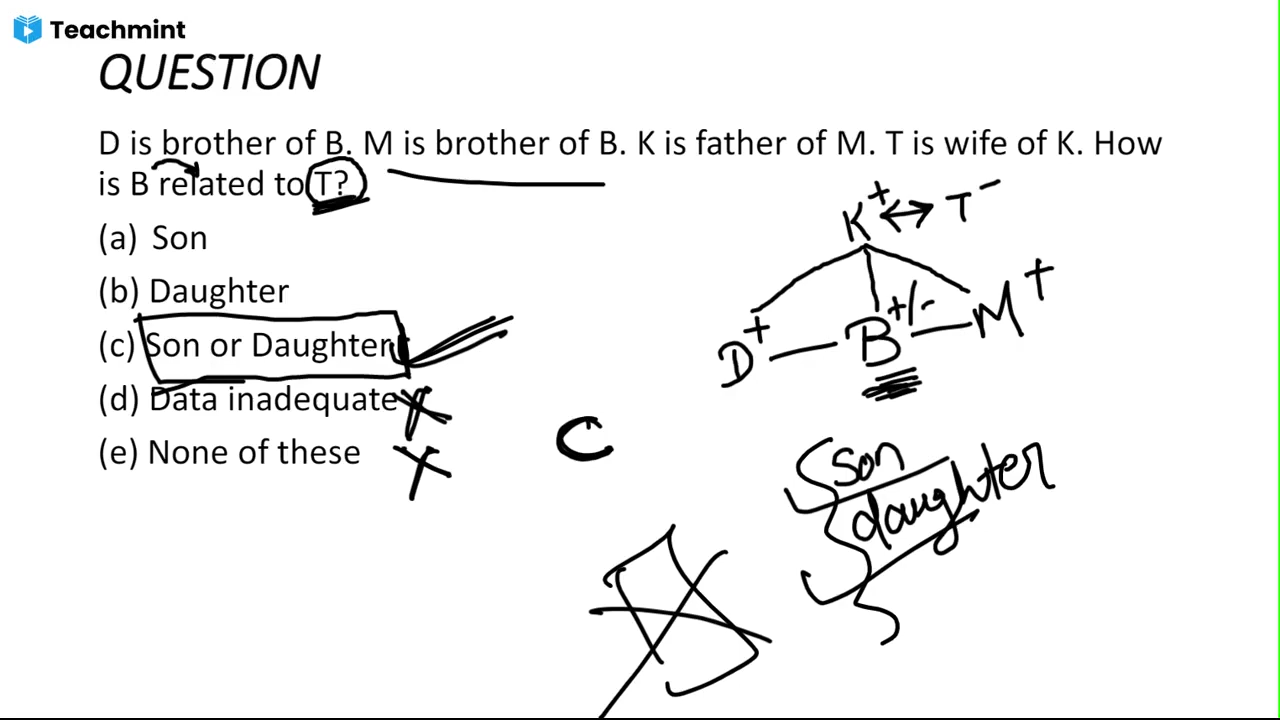 Teachmint
QUESTION
D is brother of B. M is brother of B. K is father of M. T is wife of K. How
is B related to T?
(a) Son
(b) Daughter
(c) Son or Daughter
(d) Data inadequate
(e) None of these
K+ ↔ T−
D+ — B+/- — M+
C
son
daughter